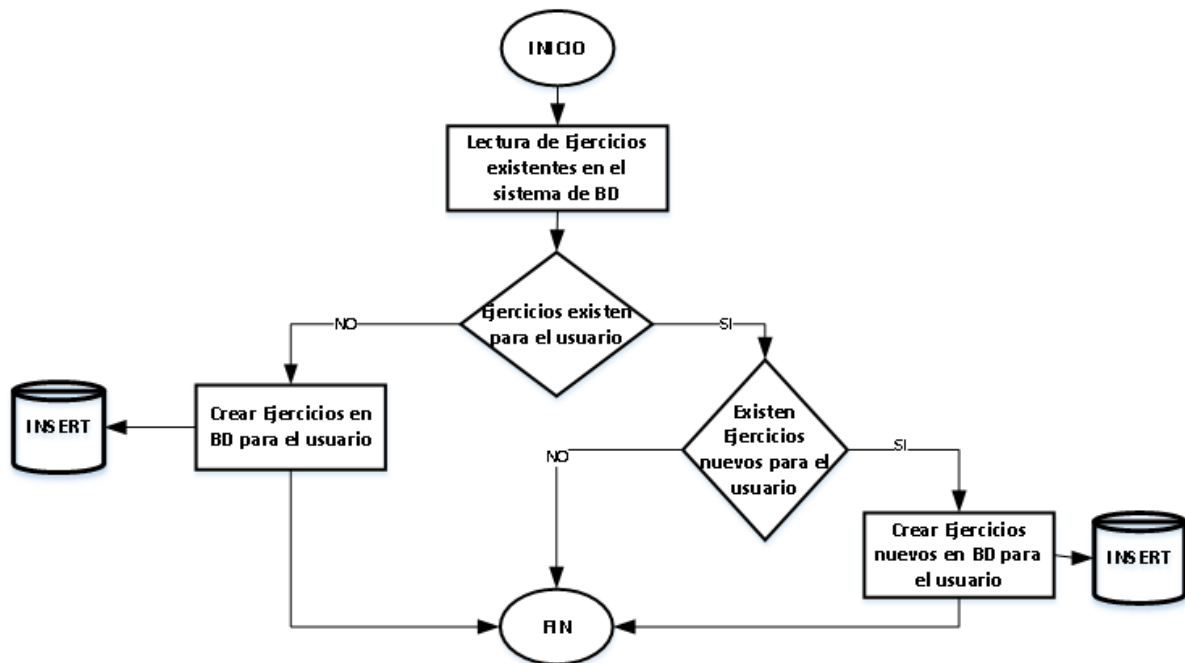 INICIO
Lectura de Ejercicios
existentes en el
sistema de BD
Ejercicios existen
para el usuario
NO
SI
INSERT
Crear Ejercicios en
BD para el usuario
Existen
Ejercicios
nuevos para el
usuario
NO
SI
Crear Ejercicios
nuevos en BD para
el usuario
INSERT
FIN